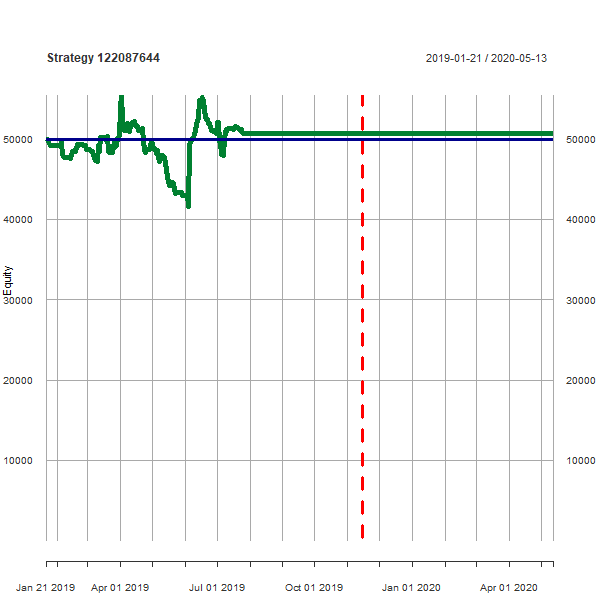 Strategy 122087644
2019-01-21 / 2020-05-13
50000
50000
40000
40000
Equity
30000
30000
20000
20000
10000
10000
Jan 21 2019
Apr 01 2019
Jul 01 2019
Oct 01 2019
Jan 01 2020
Apr 01 2020